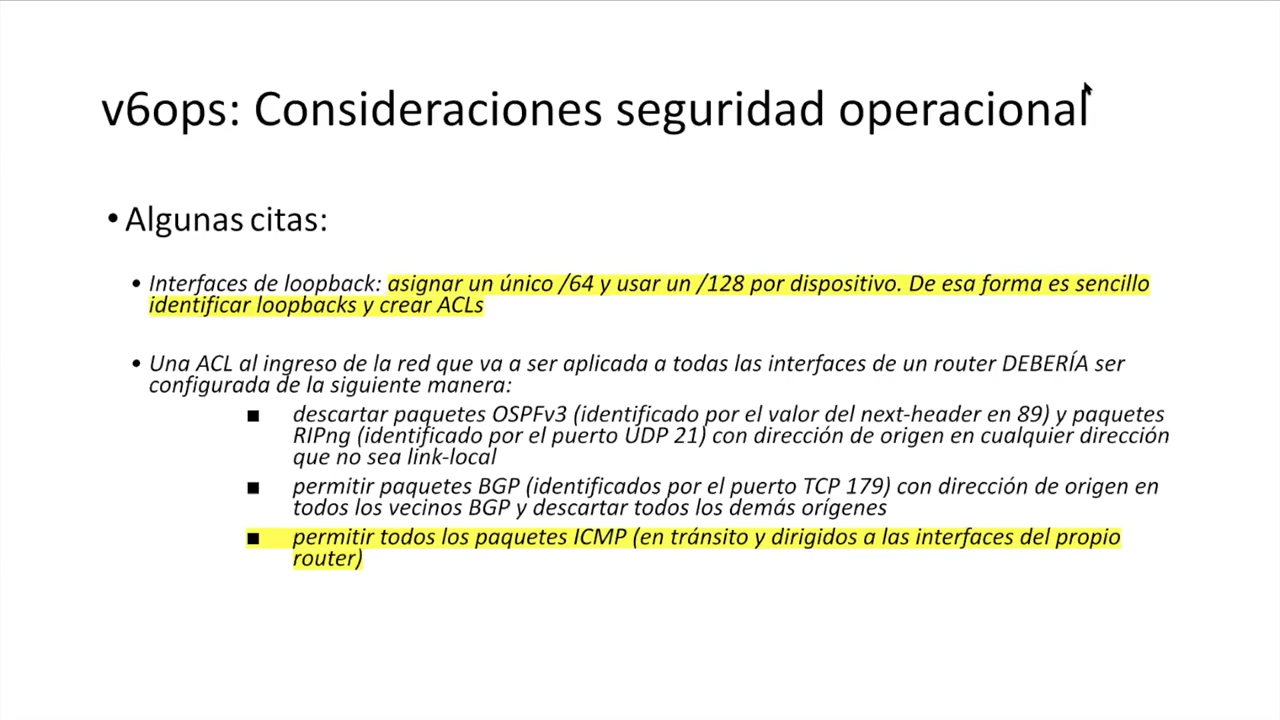 v6ops: Consideraciones seguridad operacional
• Algunas citas:
• Interfaces de loopback: asignar un único /64 y usar un /128 por dispositivo. De esa forma es sencillo
identificar loopbacks y crear ACLs
• Una ACL al ingreso de la red que va a ser aplicada a todas las interfaces de un router DEBERÍA ser
configurada de la siguiente manera:
■ descartar paquetes OSPFv3 (identificado por el valor del next-header en 89) y paquetes
RIPng (identificado por el puerto UDP 21) con dirección de origen en cualquier dirección
que no sea link-local
■ permitir paquetes BGP (identificados por el puerto TCP 179) con dirección de origen en
todos los vecinos BGP y descartar todos los demás orígenes
■ permitir todos los paquetes ICMP (en tránsito y dirigidos a las interfaces del propio
router)